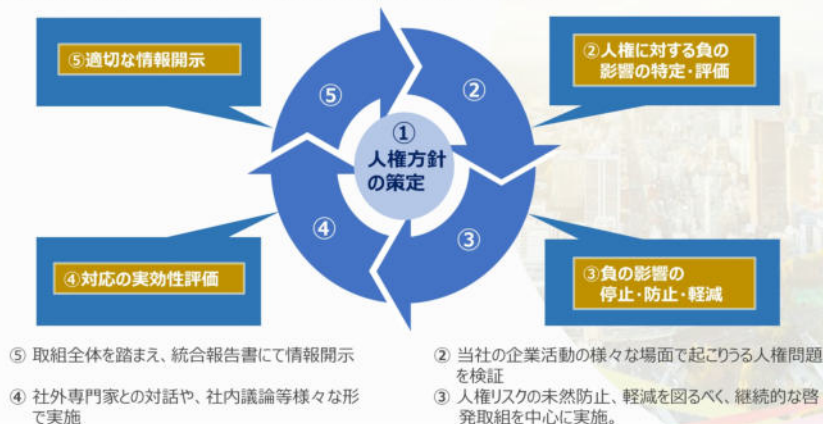 ⑤適切な情報開示
②人権に対する負の
影響の特定・評価
⑤
②
①
人権方針
の策定
④
③
④対応の実効性評価
③負の影響の
停止・防止・軽減
⑤ 取組全体を踏まえ、統合報告書にて情報開示
④ 社外専門家との対話や、社内議論等様々な形
で実施
② 当社の企業活動の様々な場面で起こりうる人権問題
を検証
③ 人権リスクの未然防止、軽減を図るべく、継続的な啓
発取組を中心に実施。